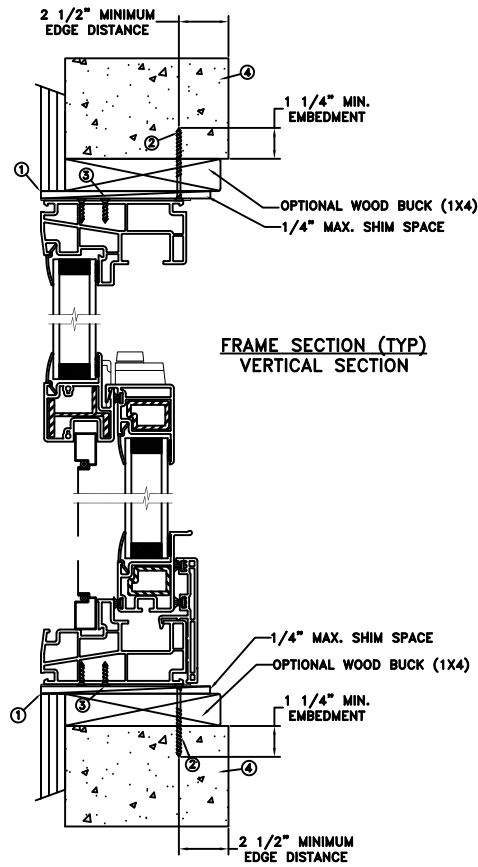 2 1/2" MINIMUM
EDGE DISTANCE
4
1 1/4" MIN.
EMBEDMENT
2
1
3
OPTIONAL WOOD BUCK (1X4)
1/4" MAX. SHIM SPACE
FRAME SECTION (TYP)
VERTICAL SECTION
1/4" MAX. SHIM SPACE
OPTIONAL WOOD BUCK (1X4)
1 1/4" MIN.
EMBEDMENT
1
3
2
4
2 1/2" MINIMUM
EDGE DISTANCE